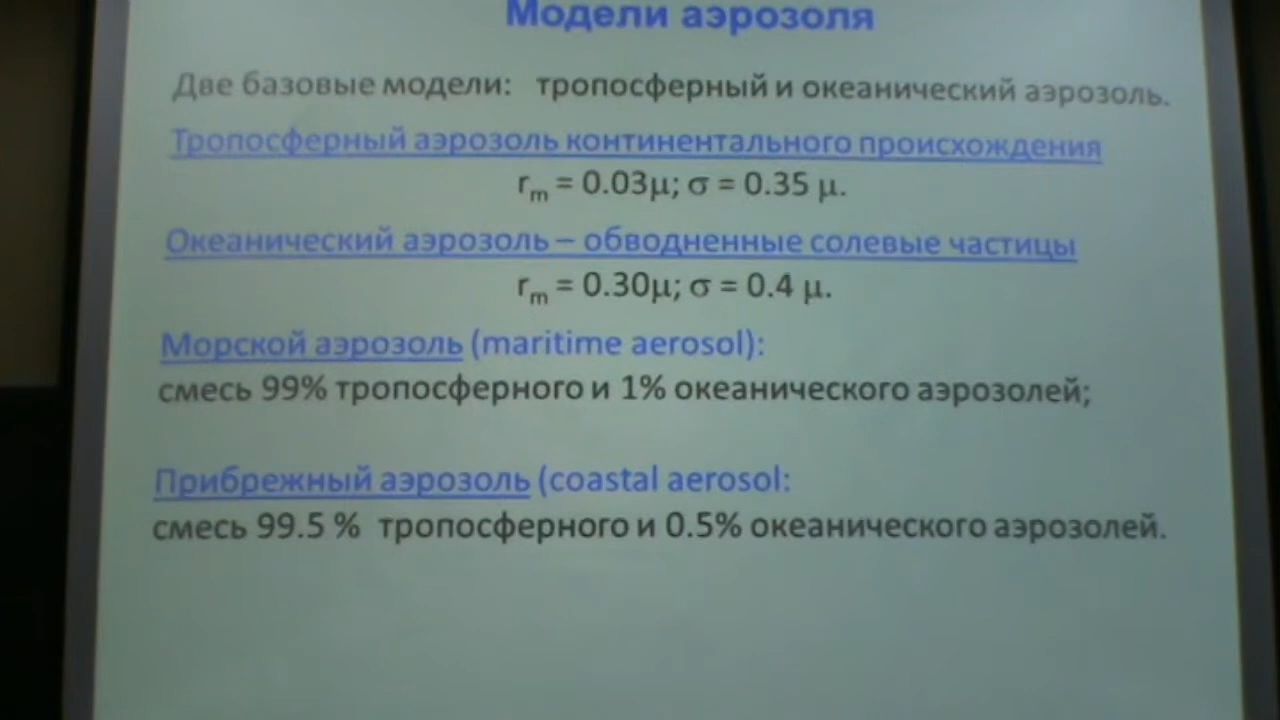 Модели аэрозоля
Две базовые модели: тропосферный и океанический аэрозоль.
Тропосферный аэрозоль континентального происхождения
rm = 0.03μ; σ = 0.35 μ.
Океанический аэрозоль – обводненные солевые частицы
rm = 0.30μ; σ = 0.4 μ.
Морской аэрозоль (maritime aerosol):
смесь 99% тропосферного и 1% океанического аэрозолей;
Прибрежный аэрозоль (coastal aerosol:
смесь 99.5 % тропосферного и 0.5% океанического аэрозолей.